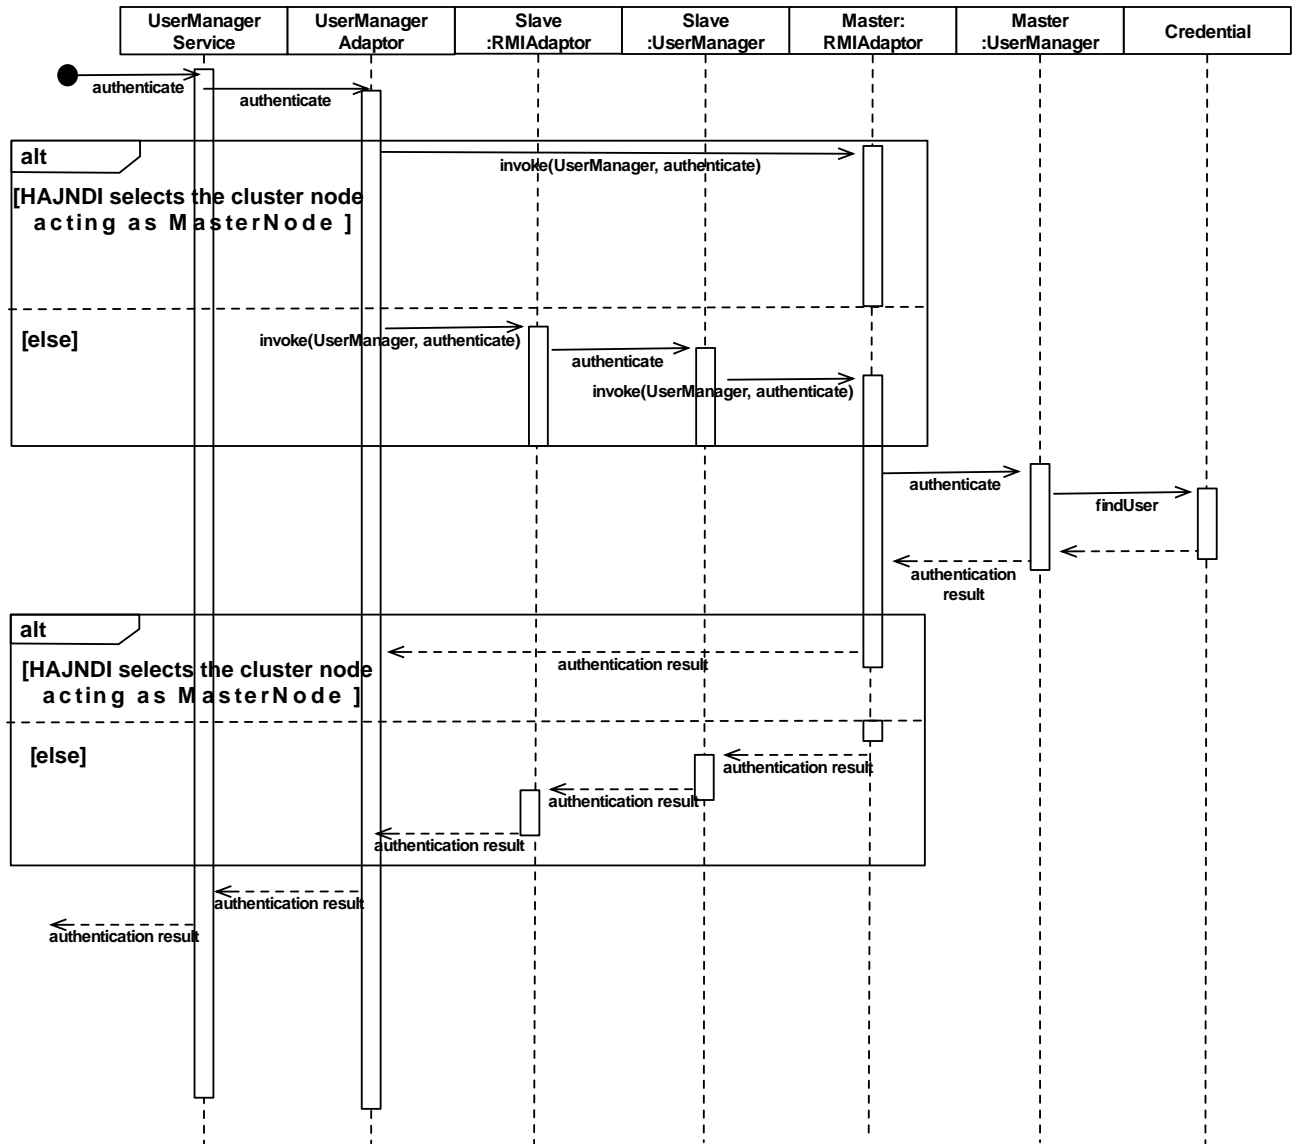 UserManager
Service
UserManager
Adaptor
Slave
:RMIAdaptor
Slave
:UserManager
Master:
RMIAdaptor
Master
:UserManager
Credential
authenticate
authenticate
alt
invoke(UserManager, authenticate)
[HAJNDI selects the cluster node
acting as MasterNode ]
[else]
invoke(UserManager, authenticate)
authenticate
invoke(UserManager, authenticate)
authenticate
findUser
authentication
result
alt
authentication result
[HAJNDI selects the cluster node
acting as MasterNode ]
[else]
authentication result
authentication result
authentication result
authentication result
authentication result